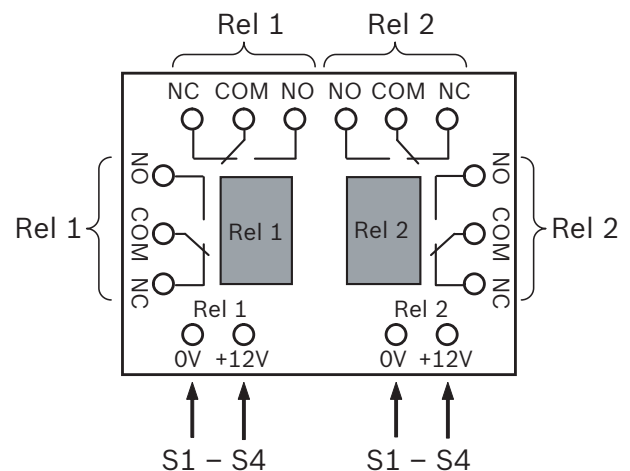 Rel 1 Rel 2
NC COM NO NO COM NC
NO NO
Rel 1 COM Rel 1 Rel 2 COM Rel 2
NC NC
Rel 1 Rel 2
0V +12V 0V +12V
S1 – S4 S1 – S4